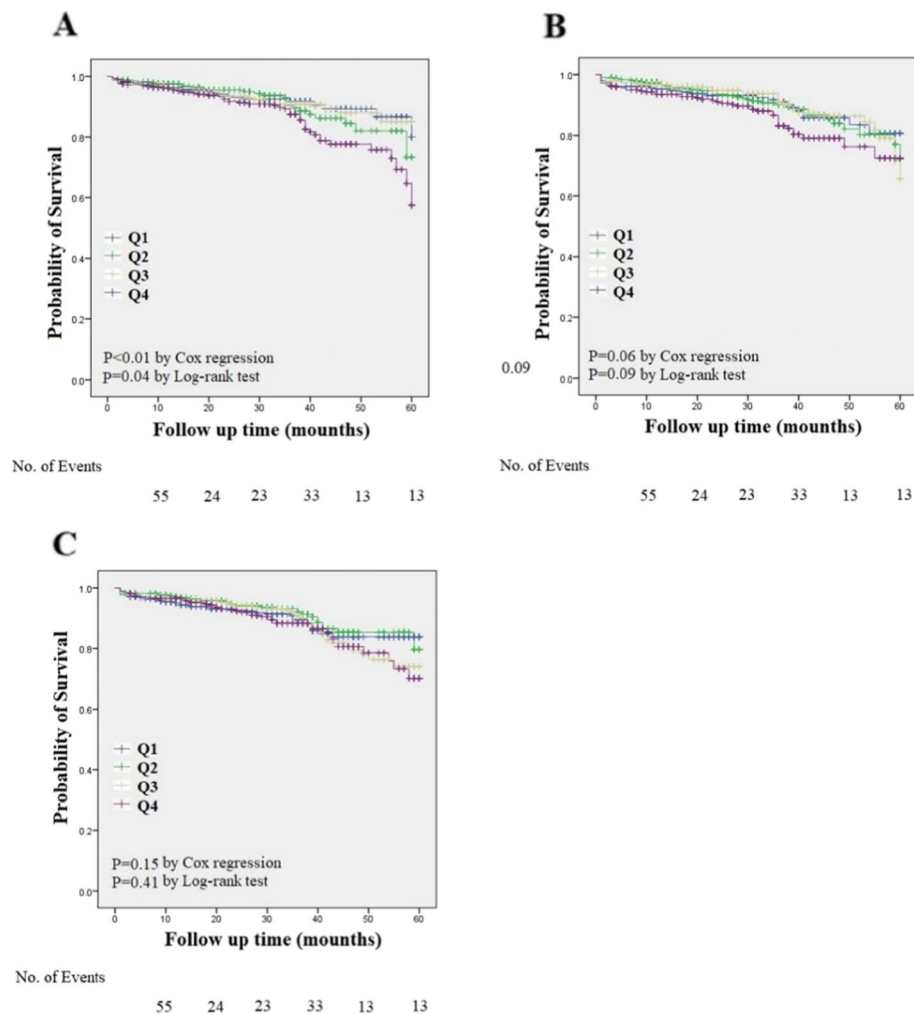 A
Probability of Survival
1.0
0.8
0.6
0.4
0.2
0.0
Q1
Q2
Q3
Q4
P<0.01 by Cox regression
P=0.04 by Log-rank test
0 10 20 30 40 50 60
Follow up time (mounths)
No. of Events
55 24 23 33 13 13
B
Probability of Survival
1.0
0.8
0.6
0.4
0.2
0.0
Q1
Q2
Q3
Q4
0.09
P=0.06 by Cox regression
P=0.09 by Log-rank test
0 10 20 30 40 50 60
Follow up time (mounths)
No. of Events
55 24 23 33 13 13
C
Probability of Survival
1.0
0.8
0.6
0.4
0.2
0.0
Q1
Q2
Q3
Q4
P=0.15 by Cox regression
P=0.41 by Log-rank test
0 10 20 30 40 50 60
Follow up time (mounths)
No. of Events
55 24 23 33 13 13